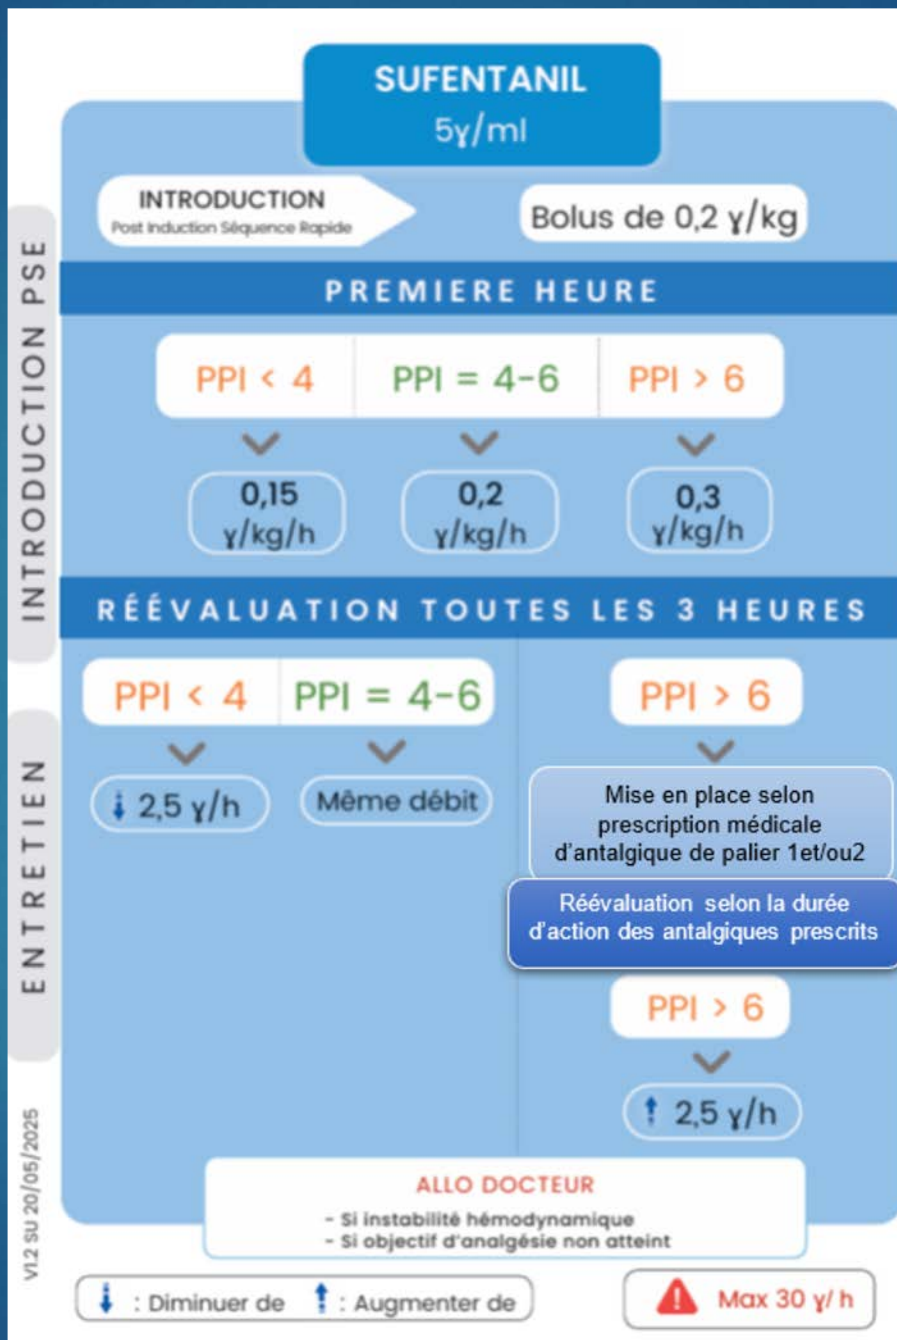 SUFENTANIL
5ɣ/ml
INTRODUCTION
Post Induction Séquence Rapide
Bolus de 0,2 ɣ/kg
INTRODUCTION PSE
PREMIERE HEURE
PPI < 4
PPI = 4-6
PPI > 6
0,15
ɣ/kg/h
0,2
ɣ/kg/h
0,3
ɣ/kg/h
RÉÉVALUATION TOUTES LES 3 HEURES
ENTRETIEN
PPI < 4
PPI = 4-6
PPI > 6
2,5 ɣ/h
Même débit
Mise en place selon
prescription médicale
d'antalgique de palier 1et/ou2
Réévaluation selon la durée
d'action des antalgiques prescrits
PPI > 6
2,5 ɣ/h
ALLO DOCTEUR
- Si instabilité hémodynamique
- Si objectif d'analgésie non atteint
V1.2 SU 20/05/2025
: Diminuer de
: Augmenter de
Max 30 ɣ/ h